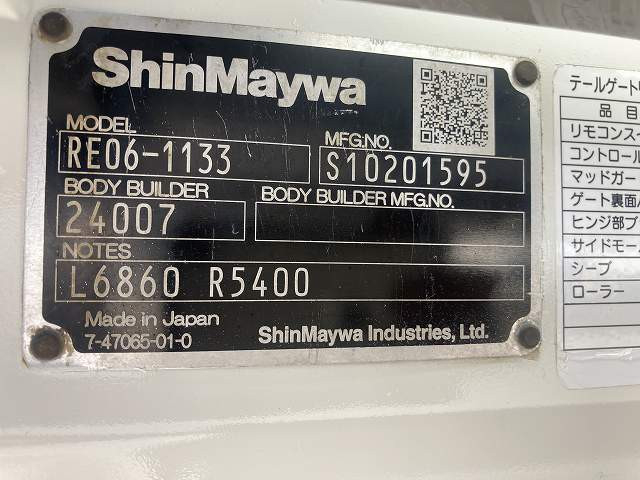 ShinMaywa
MODEL
RE06-1133
MFG.NO.
S10201595
BODY BUILDER
24007
BODY BUILDER MFG.NO.
NOTES
L6860 R5400
Made in Japan
7-47065-01-0
ShinMaywa Industries, Ltd.
テールゲート
品目
リモコンス
コントロール
マッドガー
ゲート裏面
ヒンジ部ブ
サイドモー
シーブ
ローラー